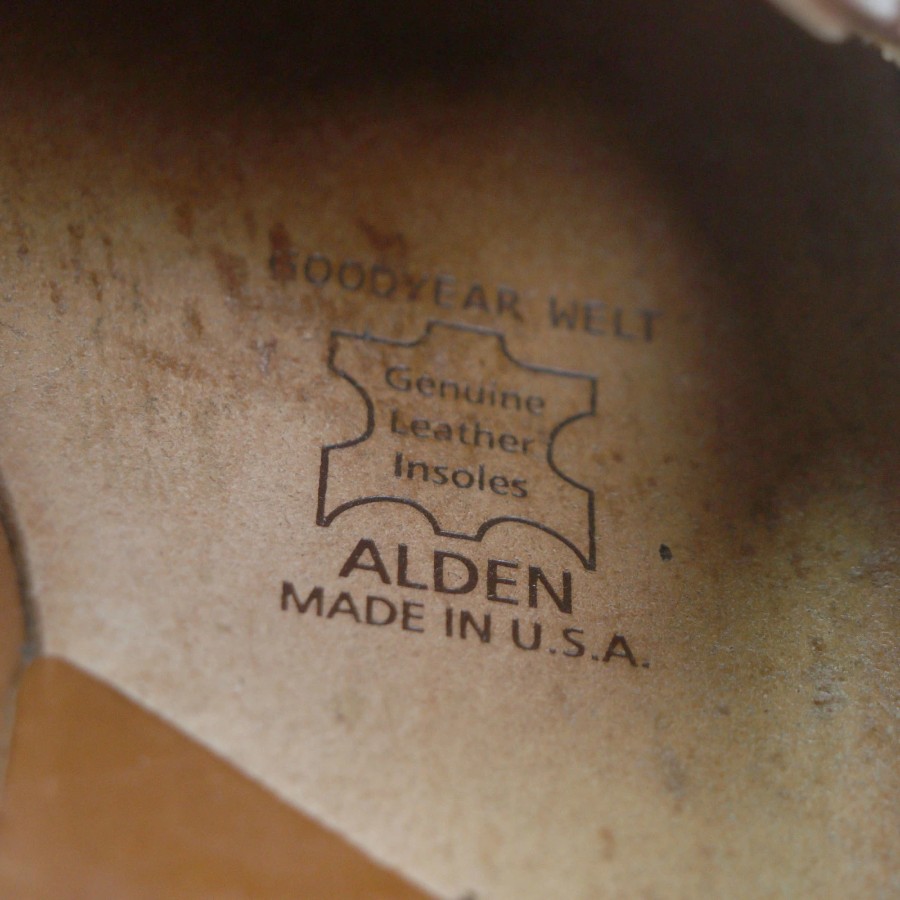 GOODYEAR WELT
Genuine
Leather
Insoles
ALDEN
MADE IN U.S.A.